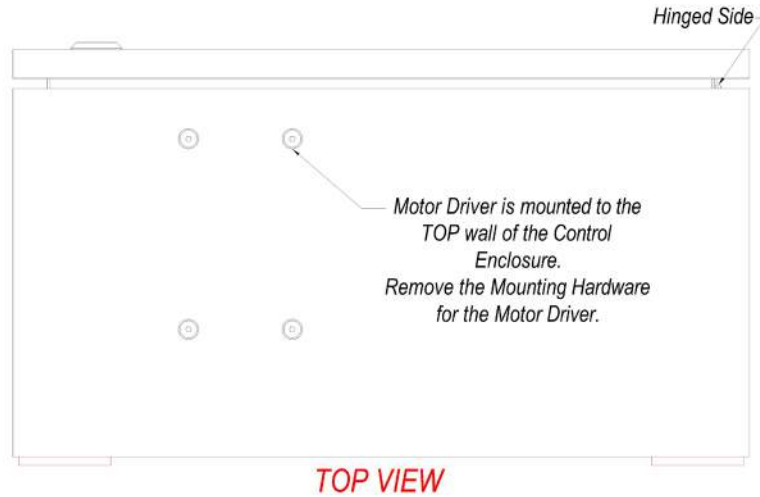 Hinged Side
Motor Driver is mounted to the
TOP wall of the Control
Enclosure.
Remove the Mounting Hardware
for the Motor Driver.
TOP VIEW